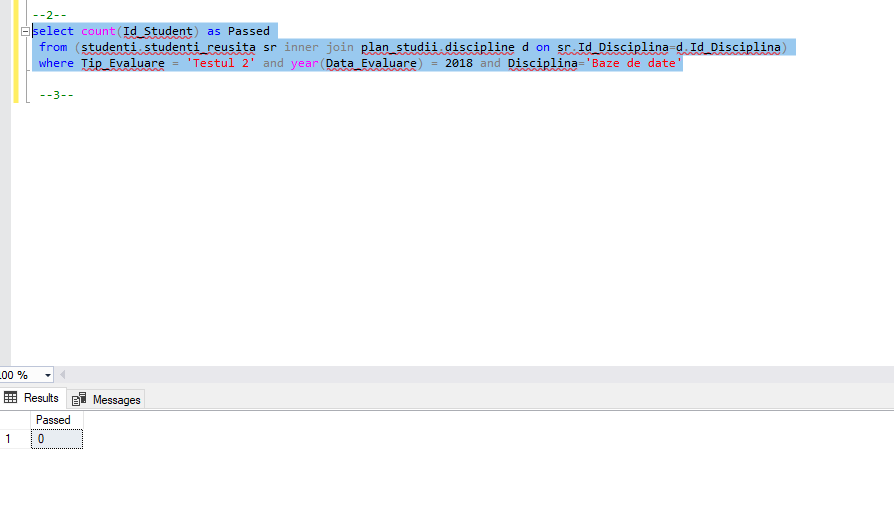 --2--
select count(Id_Student) as Passed
from (studenti.studenti_reusita sr inner join plan_studii.discipline d on sr.Id_Disciplina=d.Id_Disciplina)
where Tip_Evaluare = 'Testul 2' and year(Data_Evaluare) = 2018 and Disciplina='Baze de date'
--3--
.00 %
Results Messages
Passed
1 0